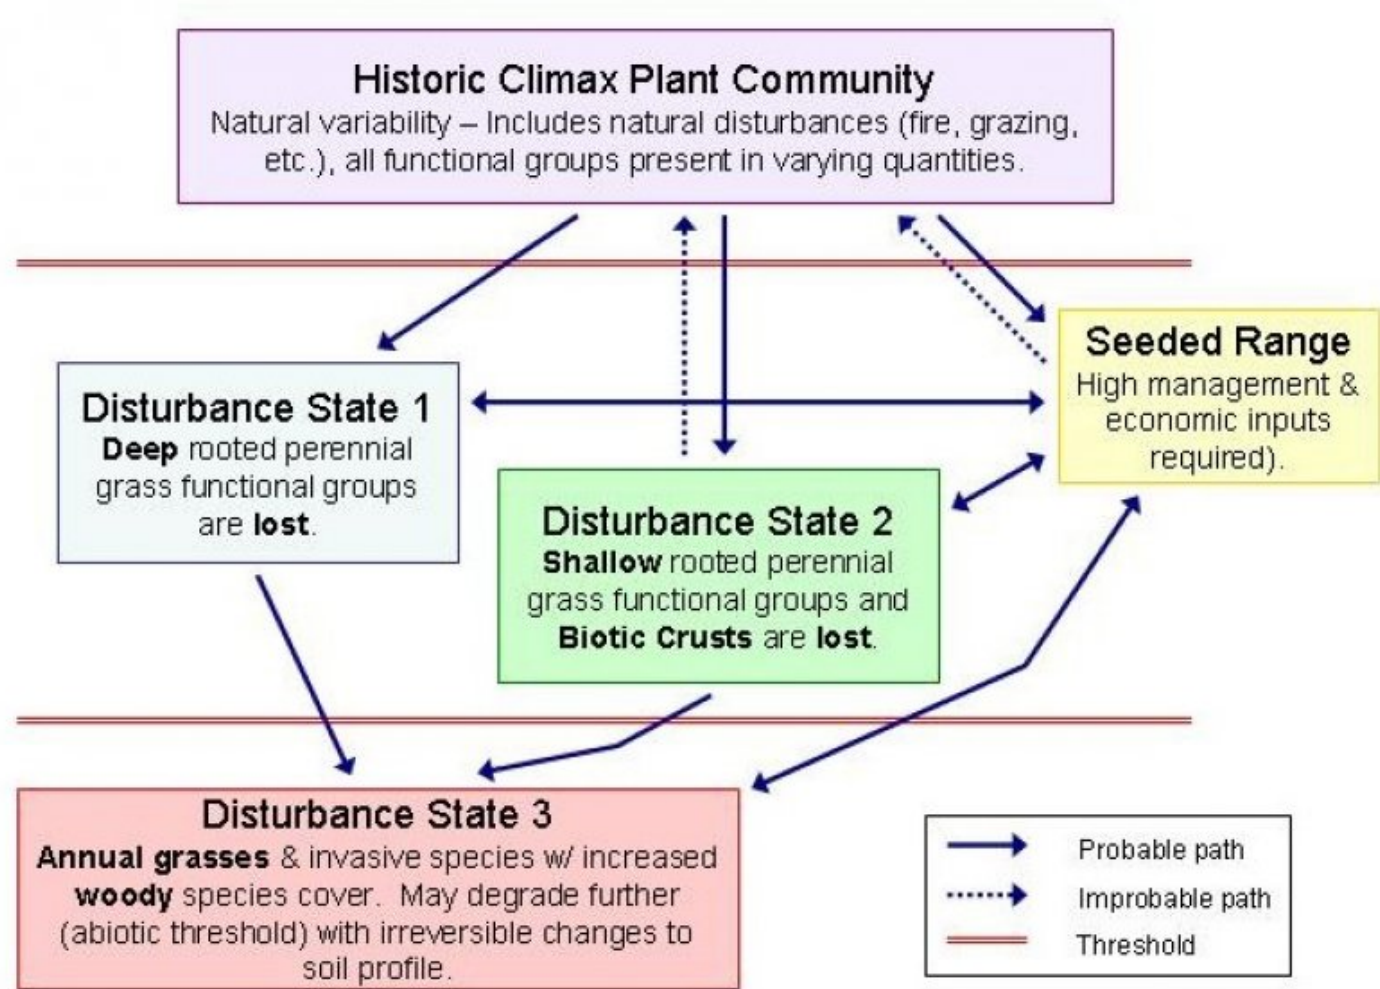 Historic Climax Plant Community
Natural variability – Includes natural disturbances (fire, grazing,
etc.), all functional groups present in varying quantities.
Seeded Range
High management &
economic inputs
required).
Disturbance State 1
Deep rooted perennial
grass functional groups
are lost.
Disturbance State 2
Shallow rooted perennial
grass functional groups and
Biotic Crusts are lost.
Disturbance State 3
Annual grasses & invasive species w/ increased
woody species cover.  May degrade further
(abiotic threshold) with irreversible changes to
soil profile.
Probable path
Improbable path
Threshold